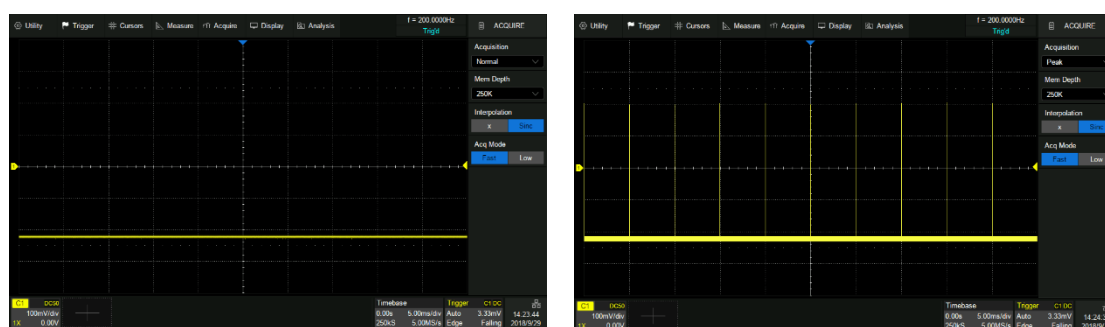 Utility Trigger Cursors Measure Acquire Display Analysis
f = 200.0000Hz
Trig'd
ACQUIRE
Acquisition
Normal
Mem Depth
250K
Interpolation
x Sinc
Acq Mode
Fast Low
C1 DC50
100mV/div
1X 0.00V
Timebase
0.00s 5.00ms/div
250kS 5.00MS/s
Trigger C1 DC
Auto 3.33mV
Edge Falling
14:23:44
2018/9/29
Utility Trigger Cursors Measure Acquire Display Analysis
f = 200.0000Hz
Trig'd
ACQUIRE
Acquisition
Peak
Mem Depth
250K
Interpolation
x Sinc
Acq Mode
Fast Low
C1 DC50
100mV/div
1X 0.00V
Timebase
0.00s 5.00ms/div
250kS 5.00MS/s
Trigger C1 DC
Auto 3.33mV
Edge Falling